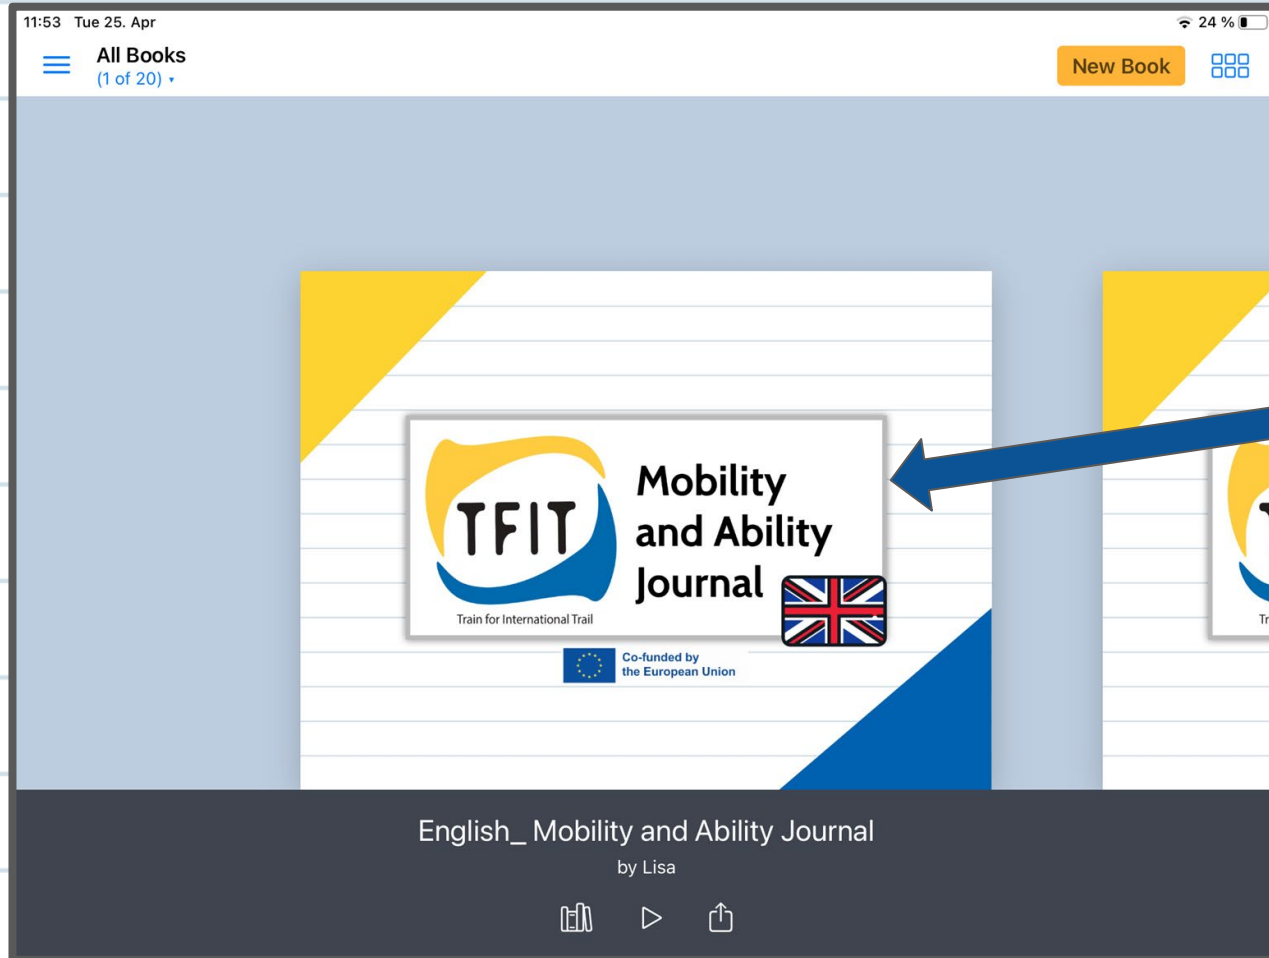 11:53 Tue 25. Apr
24 %
All Books
(1 of 20)
New Book
TFIT
Train for International Trail
Mobility
and Ability
Journal
Co-funded by
the European Union
T
Tr
English_ Mobility and Ability Journal
by Lisa